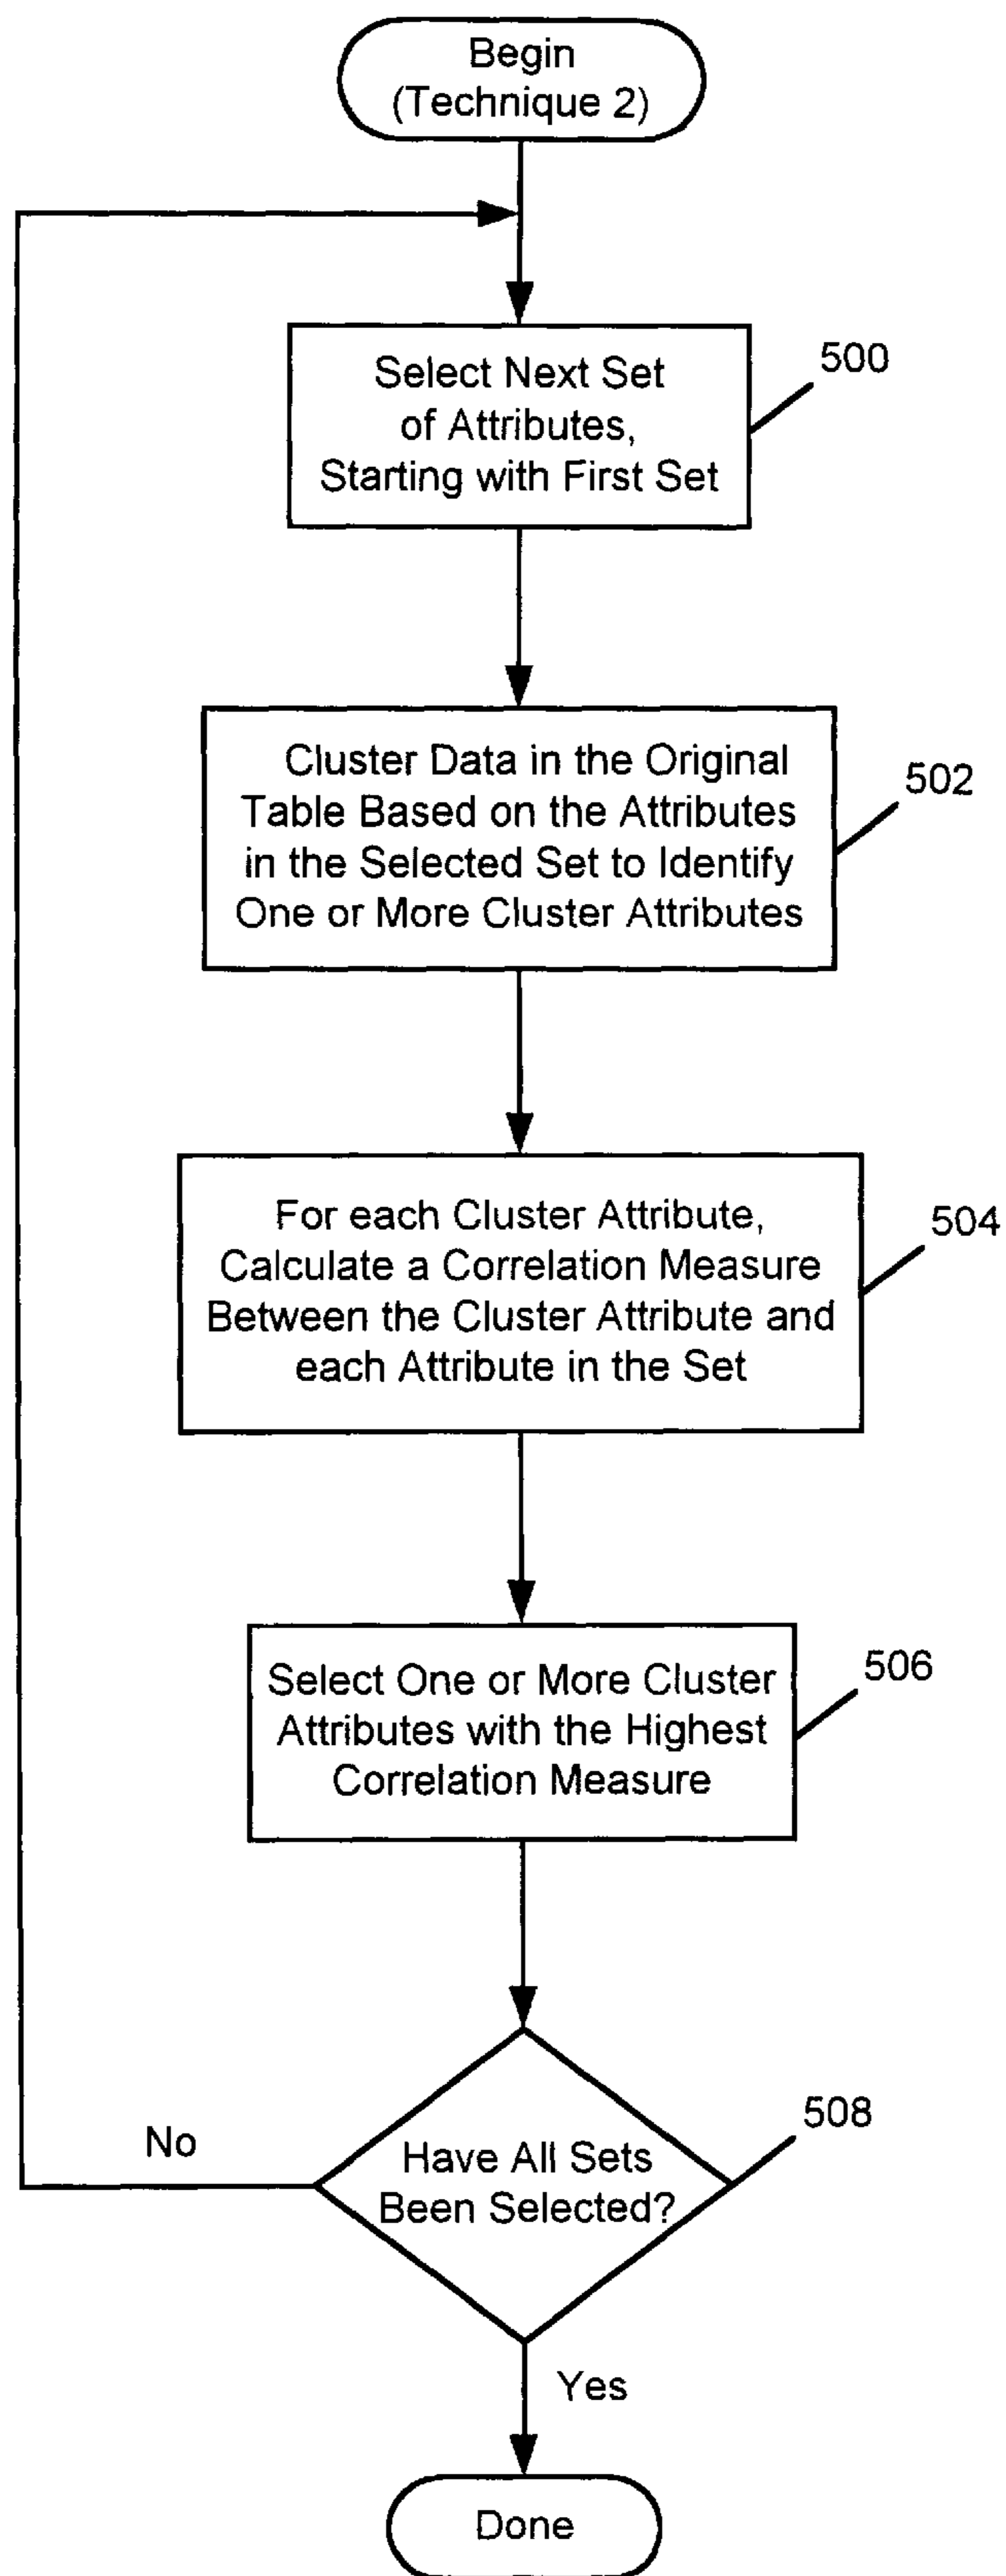 Begin
(Technique 2)
Select Next Set
of Attributes,
Starting with First Set
500
Cluster Data in the Original
Table Based on the Attributes
in the Selected Set to Identify
One or More Cluster Attributes
502
For each Cluster Attribute,
Calculate a Correlation Measure
Between the Cluster Attribute and
each Attribute in the Set
504
Select One or More Cluster
Attributes with the Highest
Correlation Measure
506
Have All Sets
Been Selected?
508
No
Yes
Done